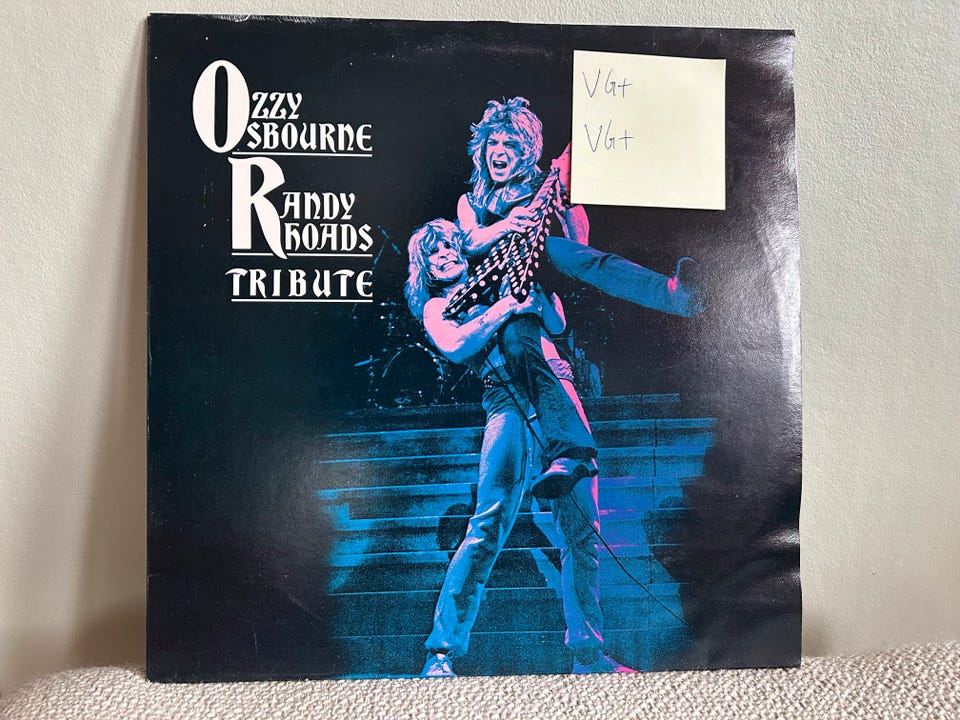 OZZY
OSBOURNE
RANDY
RHOADS
TRIBUTE
VG+
VG+